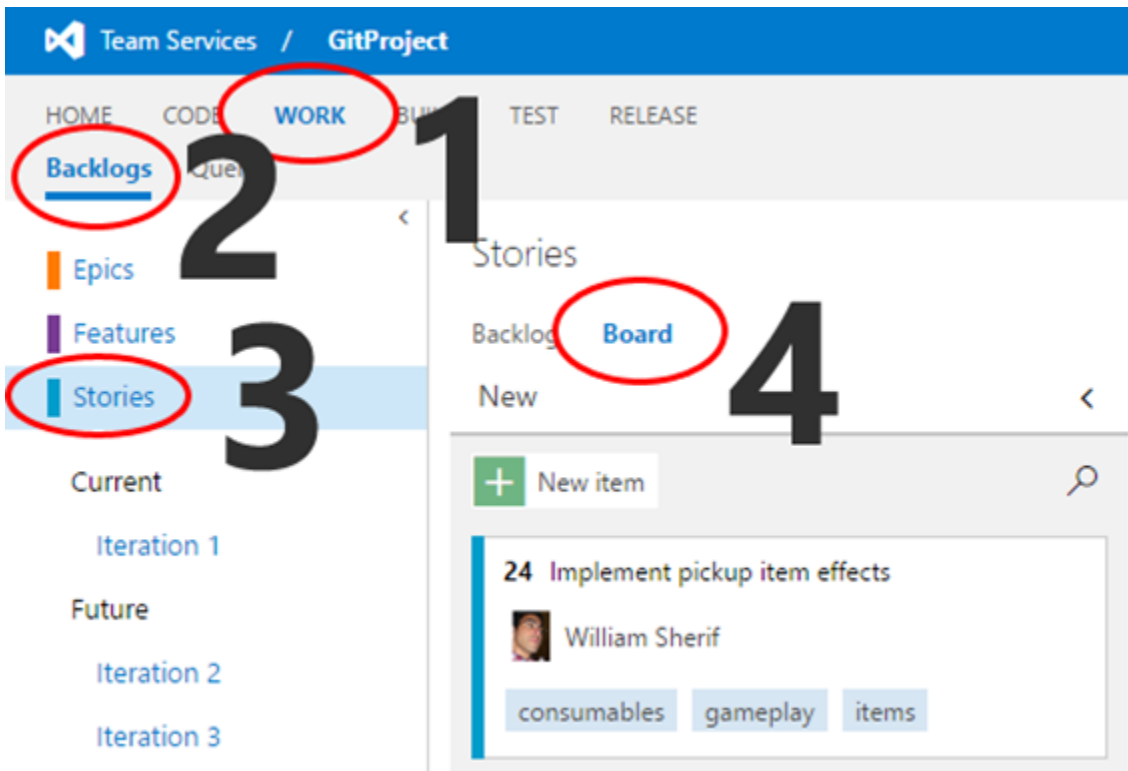 Team Services / GitProject
HOME WORK TEST RELEASE
1
Backlogs
2
<
Stories
Epics
Features
3
Board
4
Stories
New <
Current
+ New item
Iteration 1
24 Implement pickup item effects
Future
William Sherif
Iteration 2
consumables gameplay items
Iteration 3